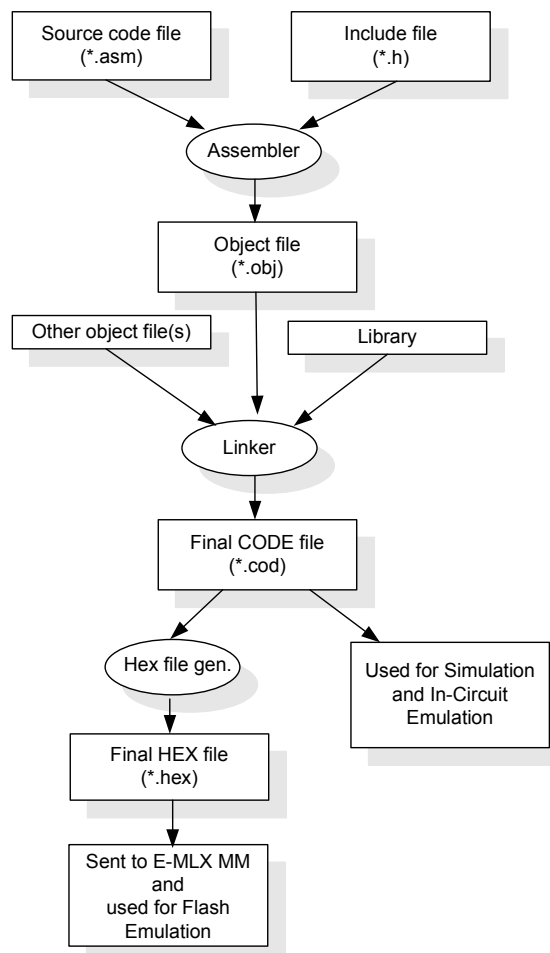 Source code file
(*.asm)
Include file
(*.h)
Assembler
Object file
(*.obj)
Other object file(s)
Library
Linker
Final CODE file
(*.cod)
Hex file gen.
Used for Simulation
and In-Circuit
Emulation
Final HEX file
(*.hex)
Sent to E-MLX MM
and
used for Flash
Emulation